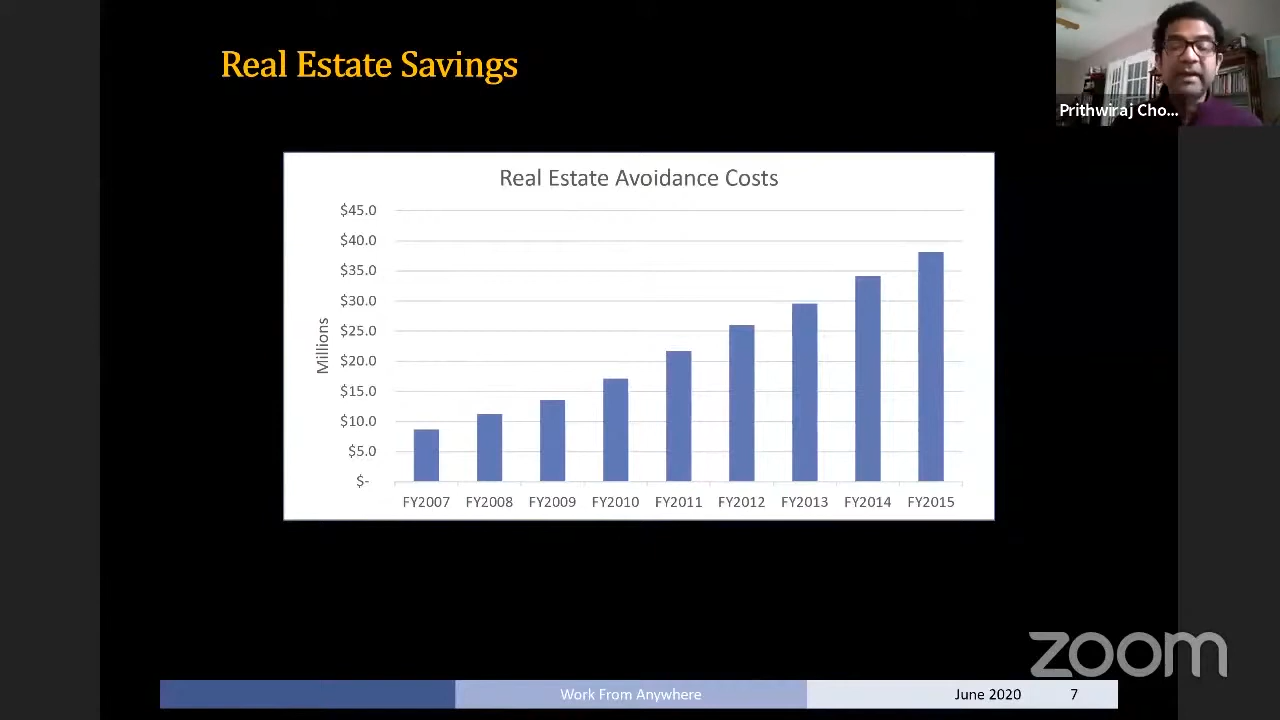 Real Estate Savings
Prithwiraj Cho...
Real Estate Avoidance Costs
$45.0
$40.0
$35.0
$30.0
$25.0
$20.0
$15.0
$10.0
$5.0
$-
Millions
FY2007 FY2008 FY2009 FY2010 FY2011 FY2012 FY2013 FY2014 FY2015
zoom
Work From Anywhere June 2020 7